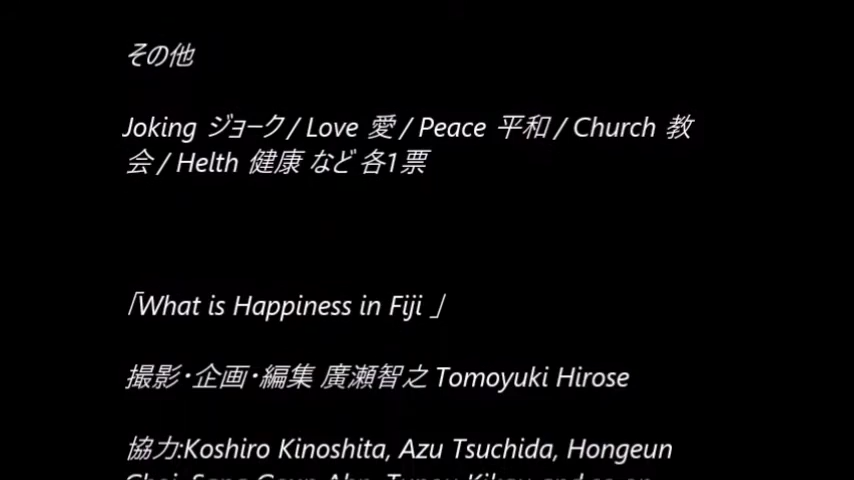 その他
Joking ジョーク / Love 愛 / Peace 平和 / Church 教
会 / Helth 健康 など 各1票
「What is Happiness in Fiji 」
撮影・企画・編集 廣瀬智之 Tomoyuki Hirose
協力:Koshiro Kinoshita, Azu Tsuchida, Hongeun